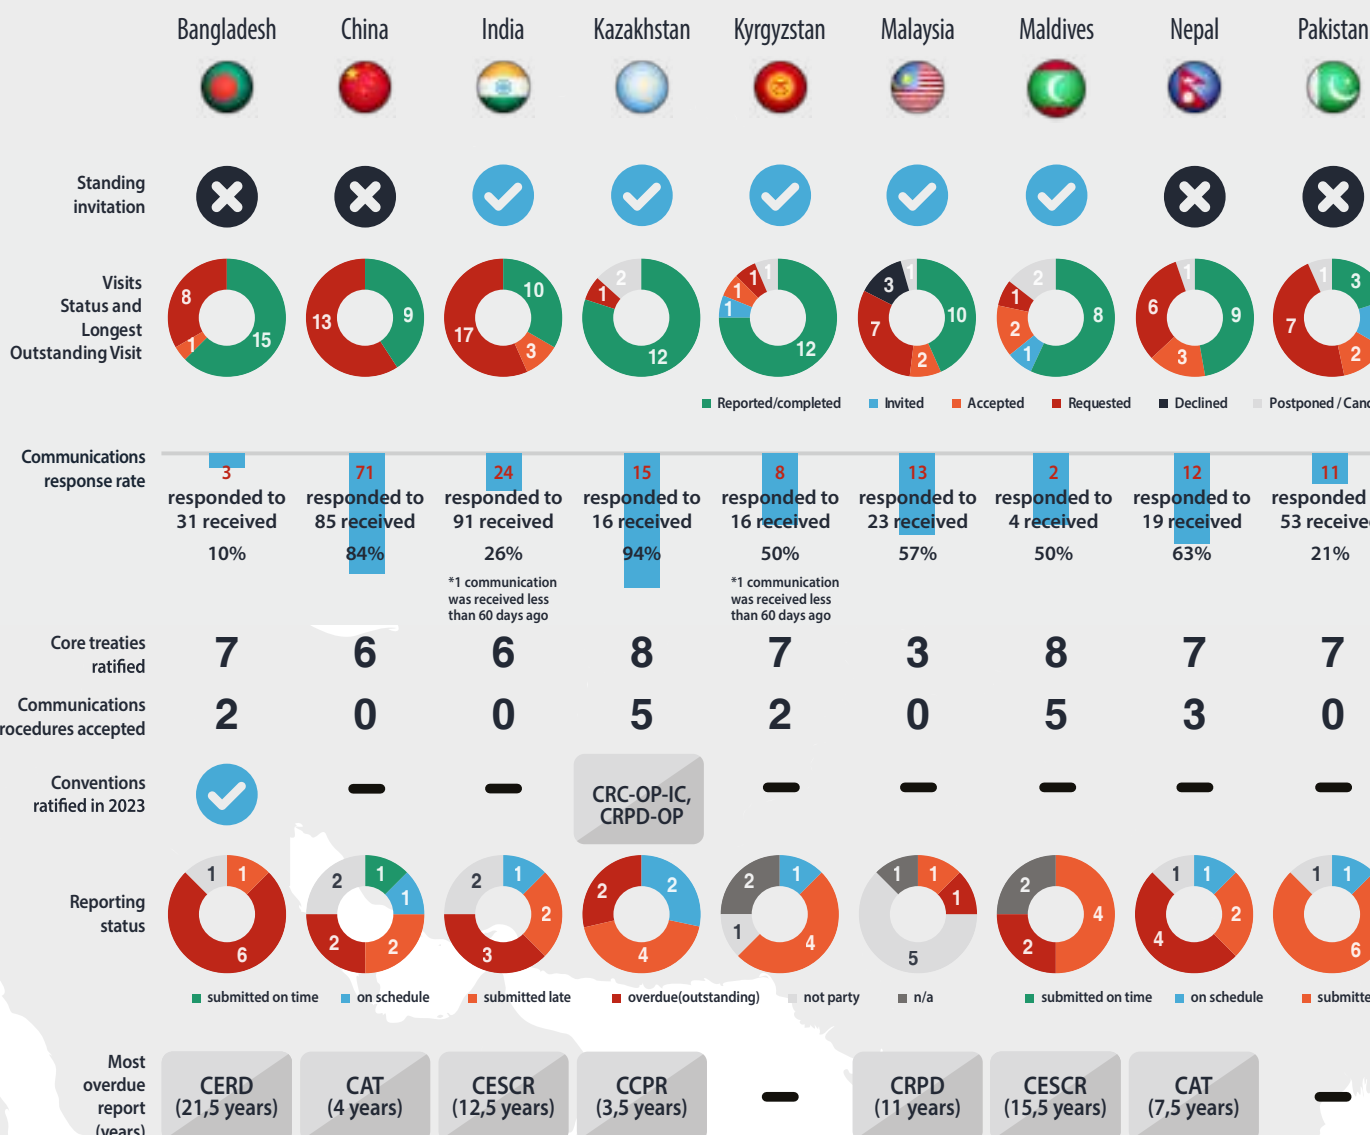 Bangladesh China India Kazakhstan Kyrgyzstan Malaysia Maldives Nepal Pakistan
Standing
invitation
Visits
Status and
Longest
Outstanding Visit
8 1 15
13 9
10 17 3
2 1 12
1 1 1 1 12
3 1 7 10 2
2 1 2 1 8
1 6 9 3
1 3 7 2
Reported/completed Invited Accepted Requested Declined Postponed / Canc
Communications
response rate
3 71 24 15 8 13 2 12 11
responded to responded to responded to responded to responded to responded to responded to responded to responded
31 received 85 received 91 received 16 received 16 received 23 received 4 received 19 received 53 receive
10% 84% 26% 94% 50% 57% 50% 63% 21%
*1 communication *1 communication
was received less was received less
than 60 days ago than 60 days ago
Core treaties
ratified
7 6 6 8 7 3 8 7 7
Communications
rocedures accepted
2 0 0 5 2 0 5 3 0
Conventions
ratified in 2023
CRC-OP-IC,
CRPD-OP
Reporting
status
1 1 6
2 1 1 2 2
2 1 2 3
2 2 4
2 1 1 4
1 1 1 5
2 4 2
1 1 2 4
1 1 6
submitted on time on schedule submitted late overdue(outstanding) not party n/a submitted on time on schedule submitte
Most
overdue
report
(years)
CERD CAT CESCR CCPR CRPD CESCR CAT
(21,5 years) (4 years) (12,5 years) (3,5 years) (11 years) (15,5 years) (7,5 years)